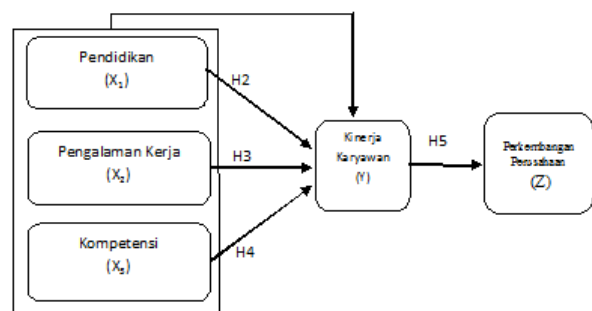 Pendidikan
(X₁)
H2
Pengalaman Kerja
(X₂)
H3
Kompetensi
(X₃)
H4
Kinerja
Karyawan
(Y)
H5
Perkembangan
Perusahaan
(Z)